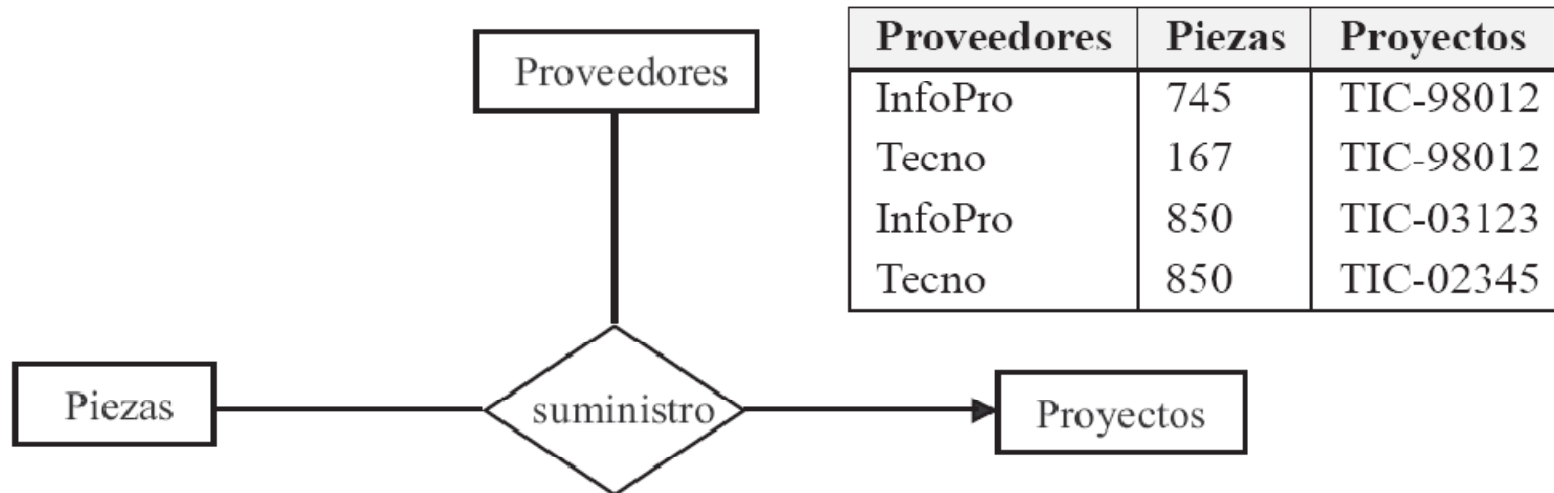 Proveedores
Proveedores Piezas Proyectos
InfoPro 745 TIC-98012
Tecno 167 TIC-98012
InfoPro 850 TIC-03123
Tecno 850 TIC-02345
Piezas
suministro
Proyectos